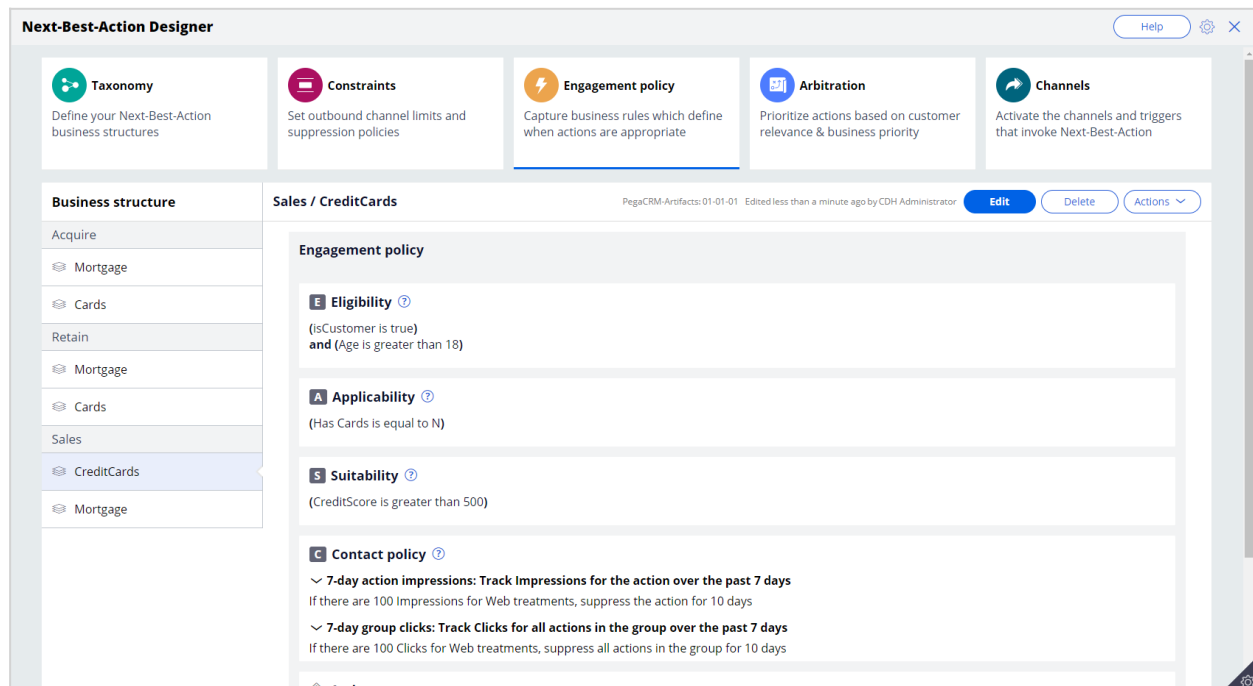 Next-Best-Action Designer
Help
Taxonomy
Define your Next-Best-Action
business structures
Constraints
Set outbound channel limits and
suppression policies
Engagement policy
Capture business rules which define
when actions are appropriate
Arbitration
Prioritize actions based on customer
relevance & business priority
Channels
Activate the channels and triggers
that invoke Next-Best-Action
Business structure
Acquire
Mortgage
Cards
Retain
Mortgage
Cards
Sales
CreditCards
Mortgage
Sales / CreditCards
PegaCRM-Artifacts: 01-01-01 Edited less than a minute ago by CDH Administrator
Edit
Delete
Actions
Engagement policy
E Eligibility ?
(isCustomer is true)
and (Age is greater than 18)
A Applicability ?
(Has Cards is equal to N)
S Suitability ?
(CreditScore is greater than 500)
C Contact policy ?
7-day action impressions: Track Impressions for the action over the past 7 days
If there are 100 Impressions for Web treatments, suppress the action for 10 days
7-day group clicks: Track Clicks for all actions in the group over the past 7 days
If there are 100 Clicks for Web treatments, suppress all actions in the group for 10 days